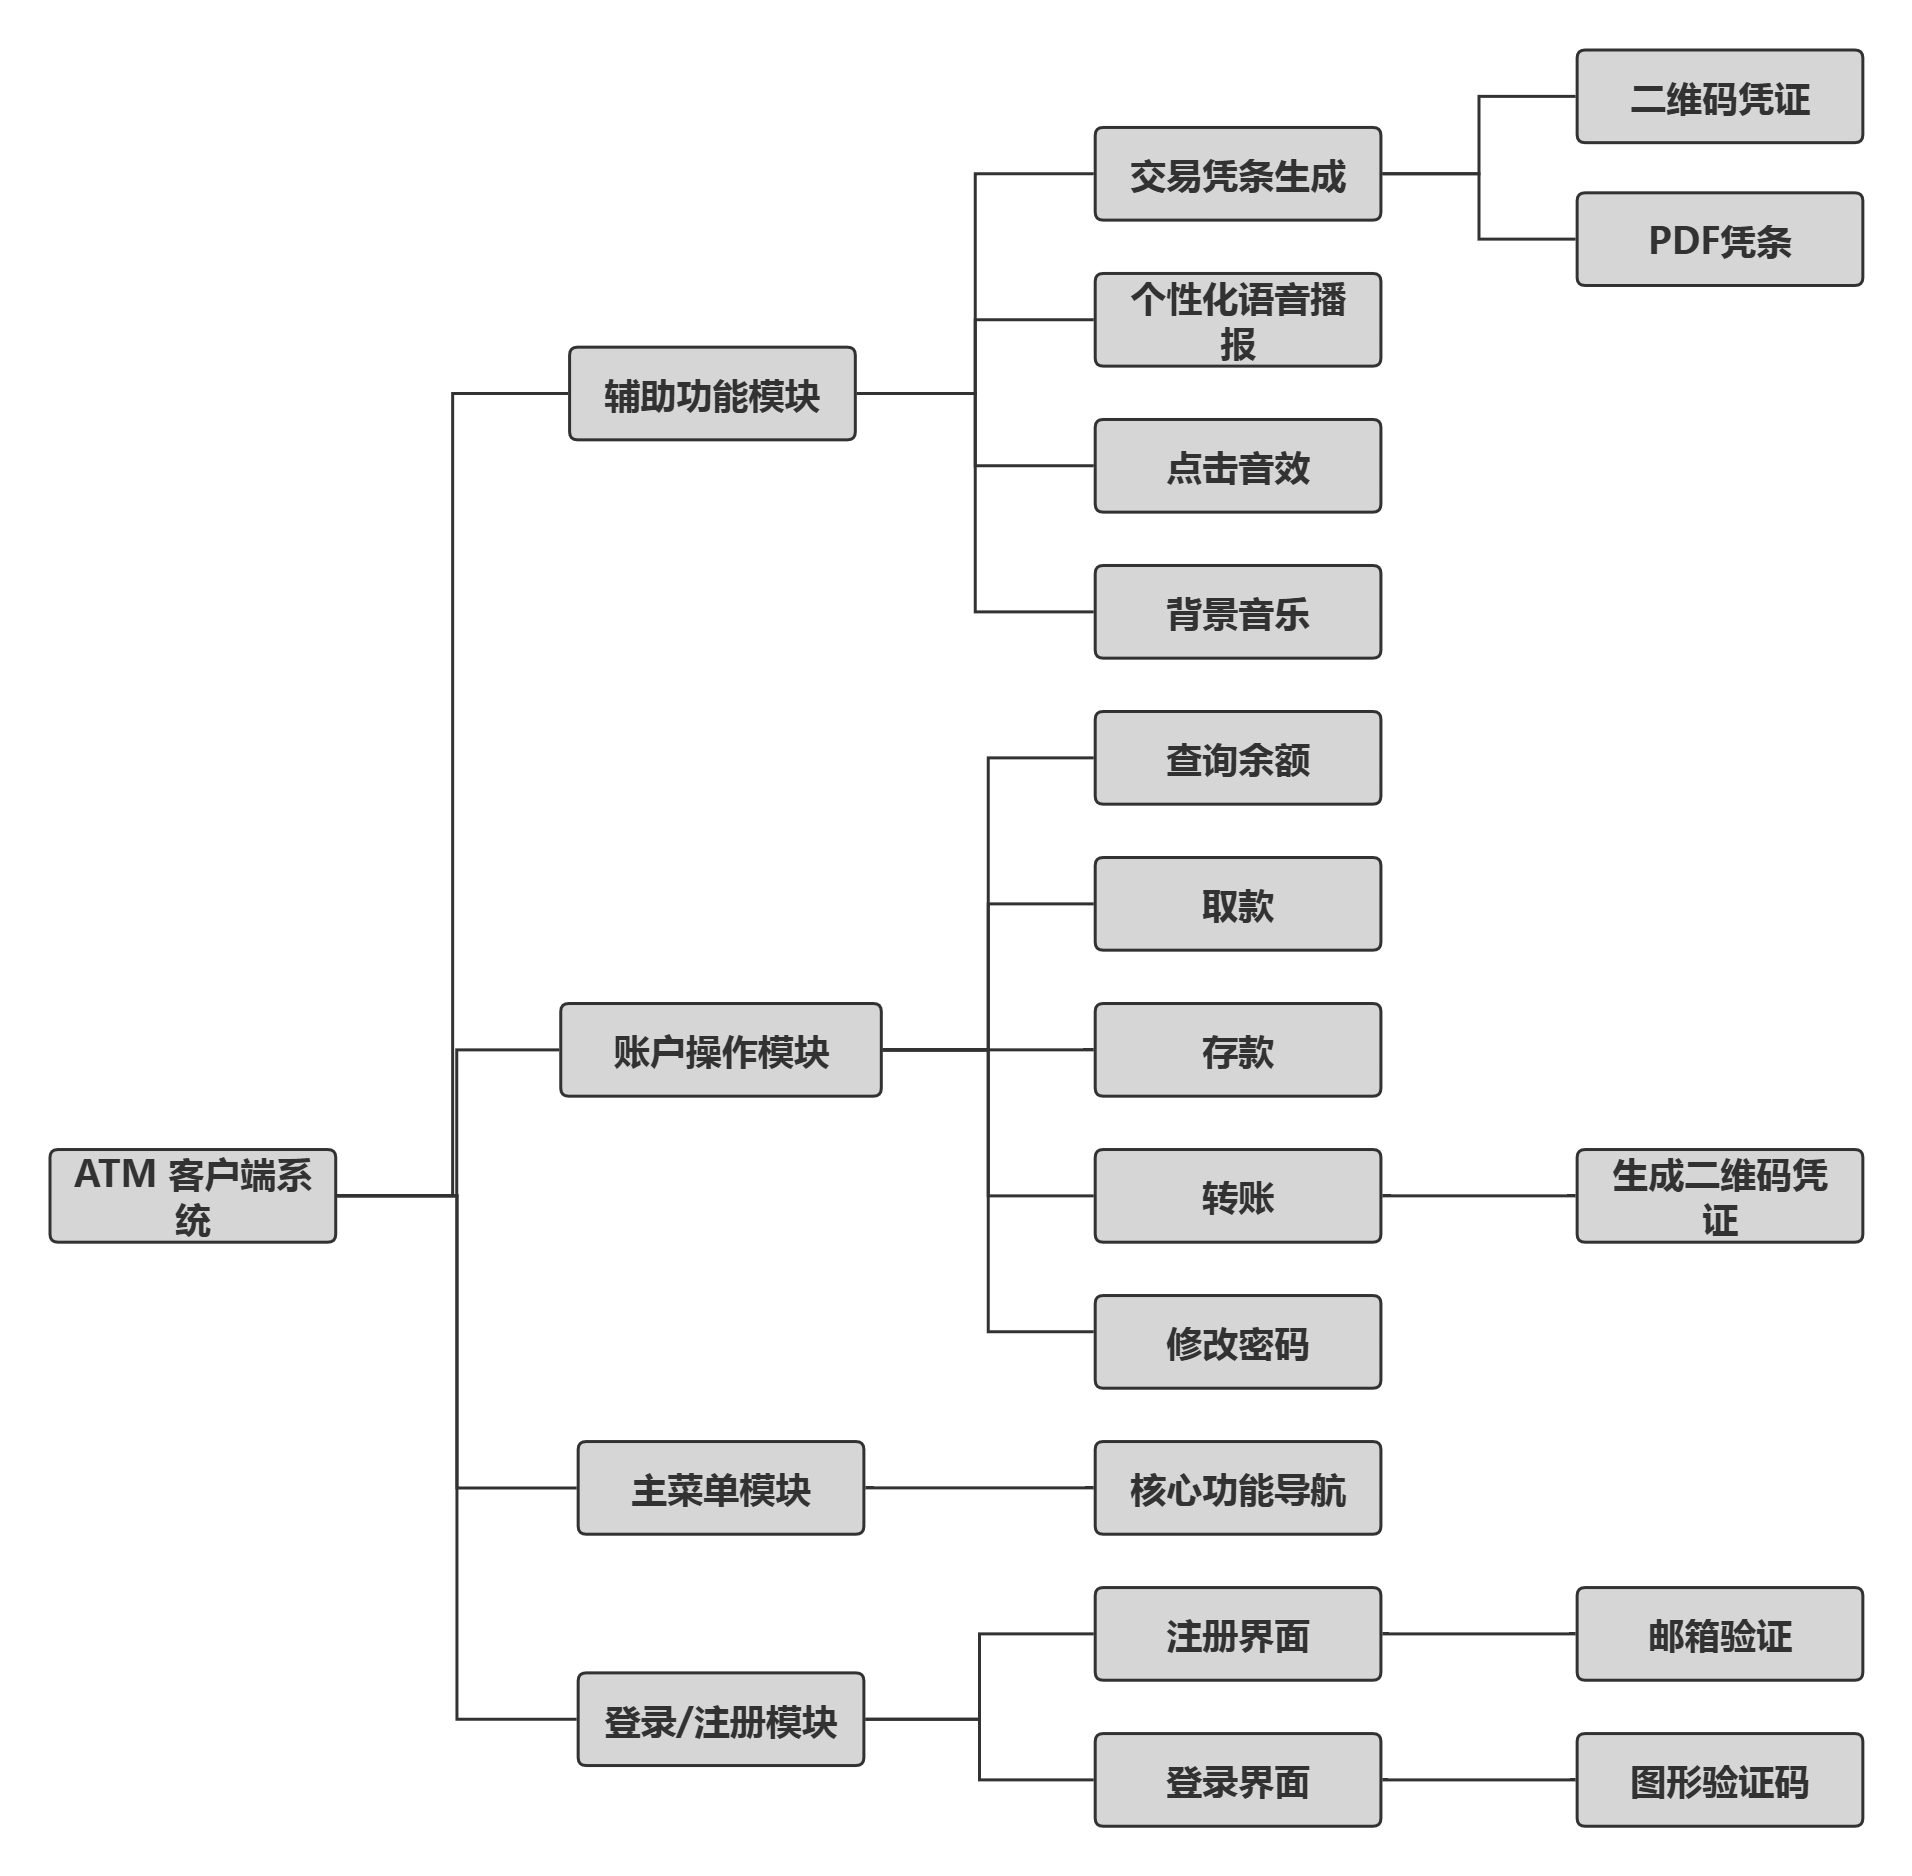 二维码凭证
交易凭条生成
PDF凭条
个性化语音播
报
辅助功能模块
点击音效
背景音乐
查询余额
取款
账户操作模块
存款
ATM 客户端系
统
转账
生成二维码凭
证
修改密码
主菜单模块
核心功能导航
注册界面
邮箱验证
登录/注册模块
登录界面
图形验证码